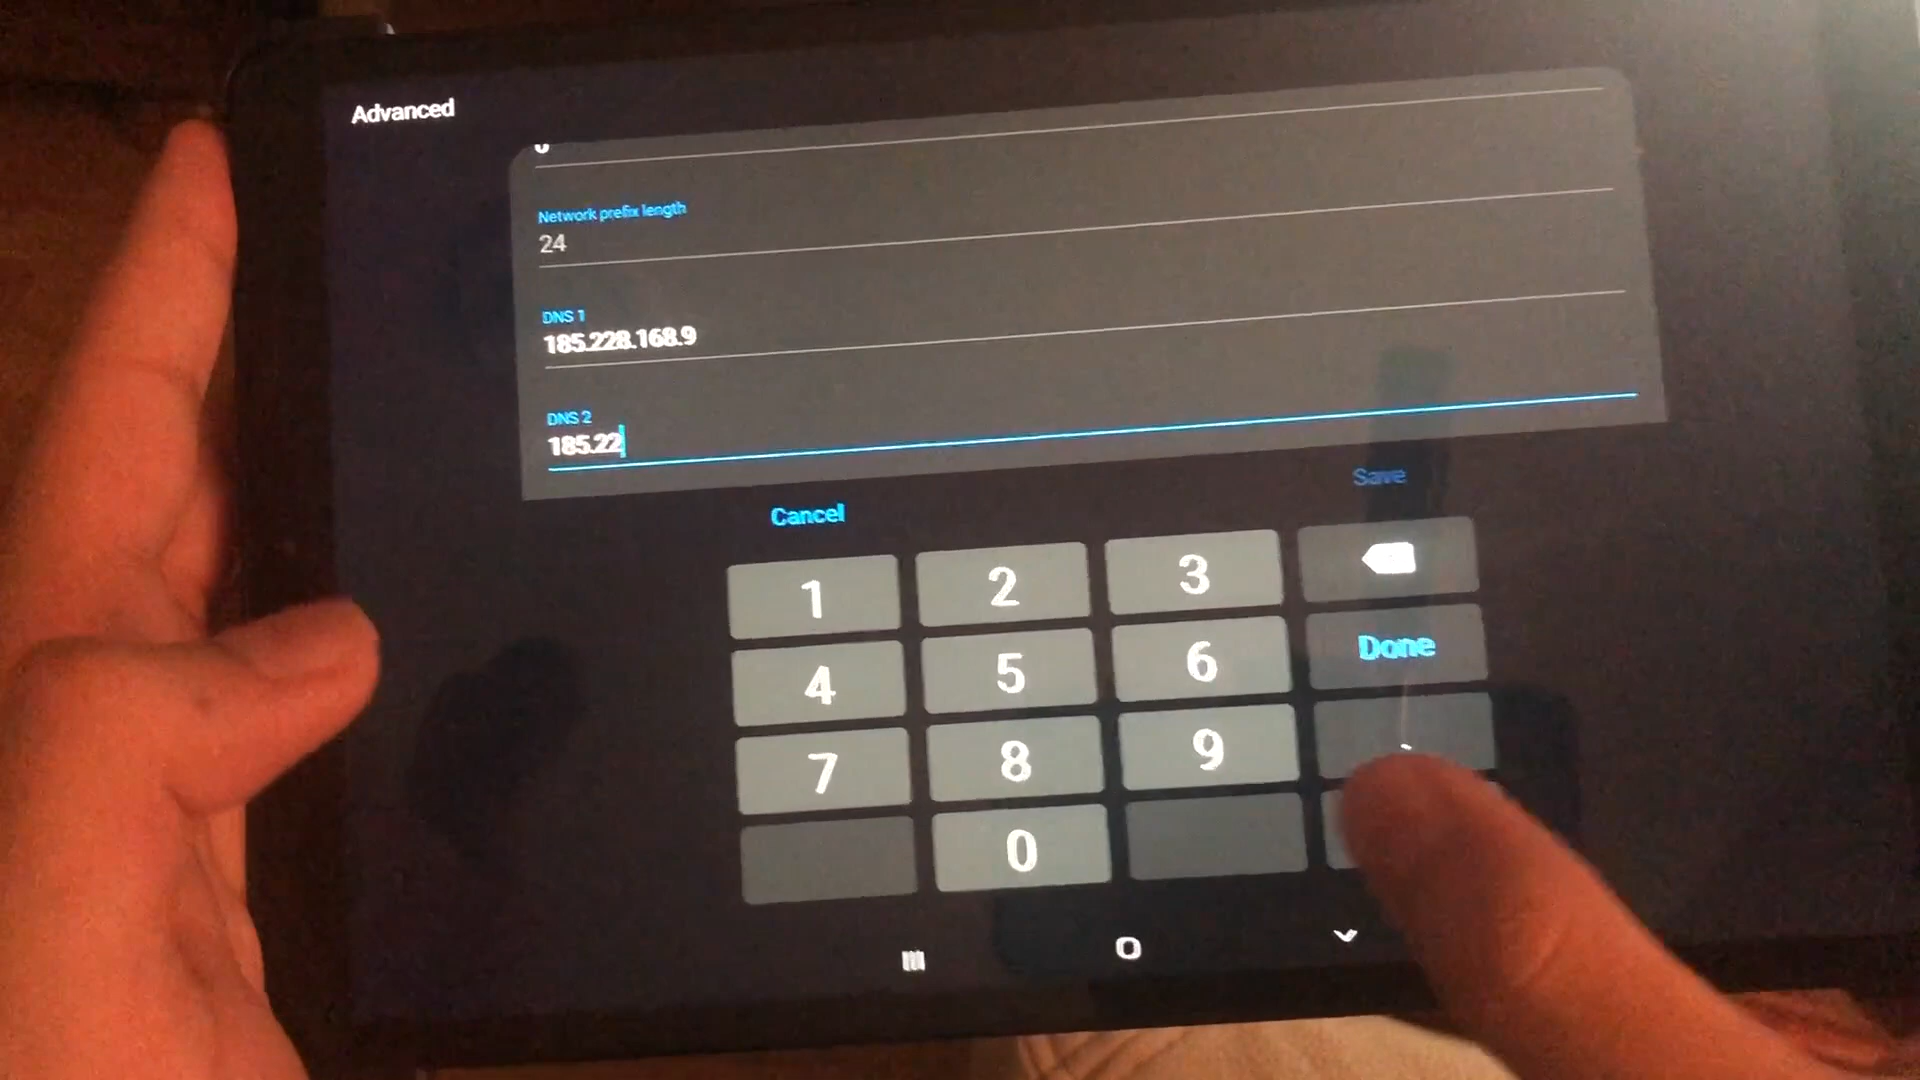 Advanced
Network prefix length
24
DNS 1
185.228.168.9
DNS 2
185.22
Cancel
Save
1
2
3
4
5
6
Done
7
8
9
.
0